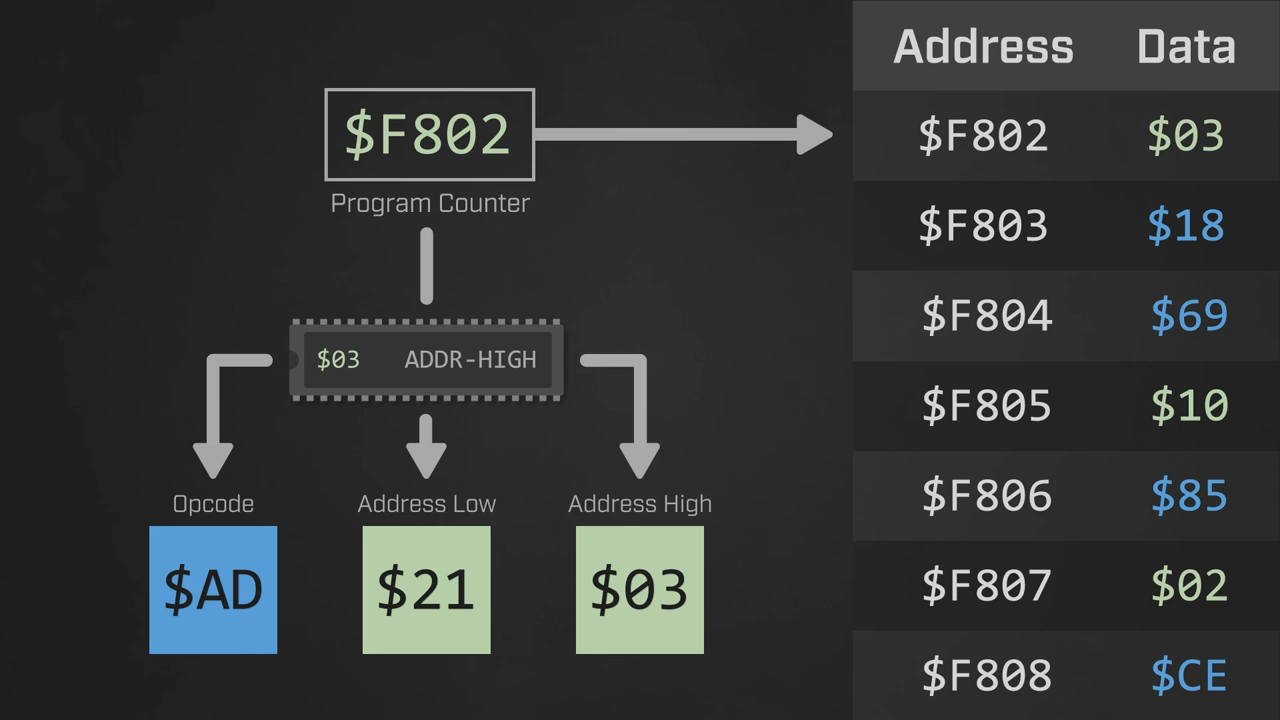 Address Data
$F802
$F802 $03
Program Counter
$F803 $18
$F804 $69
$03 ADDR-HIGH
$F805 $10
Opcode Address Low Address High
$F806 $85
$AD $21 $03
$F807 $02
$F808 $CE